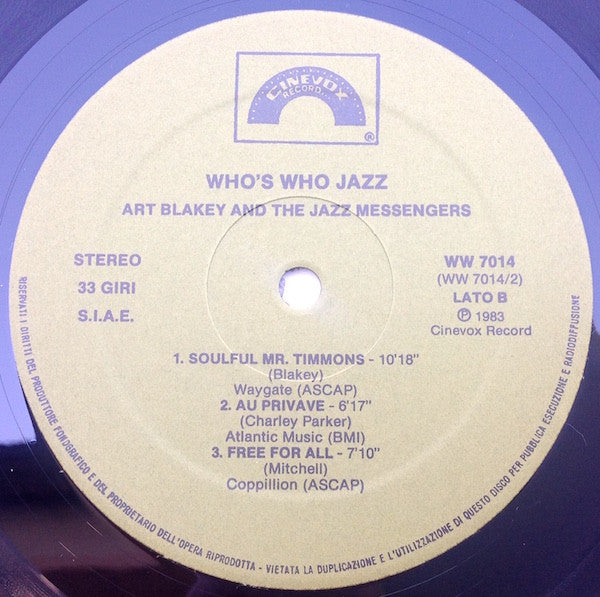 CINEVOX
RECORD
®
WHO'S WHO JAZZ
ART BLAKEY AND THE JAZZ MESSENGERS
STEREO
33 GIRI
S.I.A.E.
WW 7014
(WW 7014/2)
LATO B
℗ 1983
Cinevox Record
1. SOULFUL MR. TIMMONS - 10'18"
(Blakey)
Waygate (ASCAP)
2. AU PRIVAVE - 6'17"
(Charley Parker)
Atlantic Music (BMI)
3. FREE FOR ALL - 7'10"
(Mitchell)
Coppillion (ASCAP)
RISERVATI I DIRITTI DEL PRODUTTORE FONOGRAFICO E DEL PROPRIETARIO DELL'OPERA RIPRODOTTA - VIETATA LA DUPLICAZIONE E L'UTILIZZAZIONE DI QUESTO DISCO PER PUBBLICA ESECUZIONE E RADIODIFFUSIONE